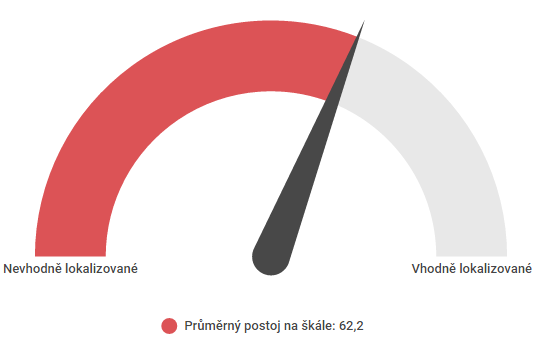 Nevhodně lokalizované
Vhodně lokalizované
Průměrný postoj na škále: 62,2